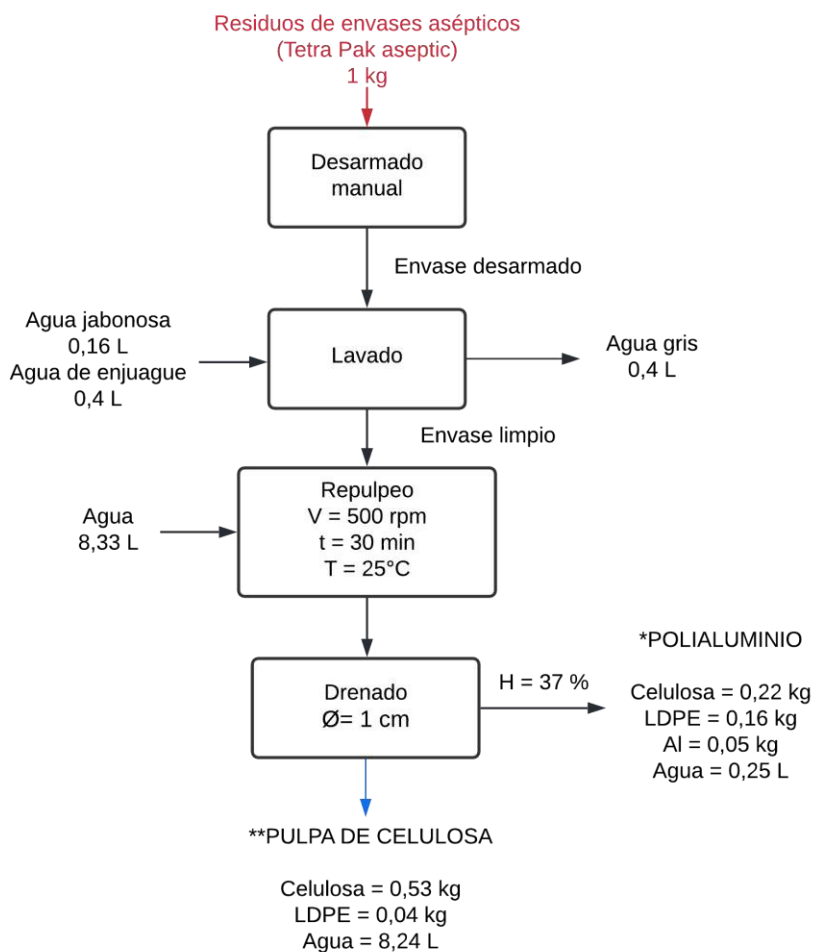 Residuos de envases asépticos
(Tetra Pak aseptic)
1 kg
Desarmado
manual
Envase desarmado
Agua jabonosa
0,16 L
Agua de enjuague
0,4 L
Lavado
Agua gris
0,4 L
Envase limpio
Agua
8,33 L
Repulpeo
V = 500 rpm
t = 30 min
T = 25°C
Drenado
Ø= 1 cm
H = 37 %
*POLIALUMINIO
Celulosa = 0,22 kg
LDPE = 0,16 kg
Al = 0,05 kg
Agua = 0,25 L
**PULPA DE CELULOSA
Celulosa = 0,53 kg
LDPE = 0,04 kg
Agua = 8,24 L